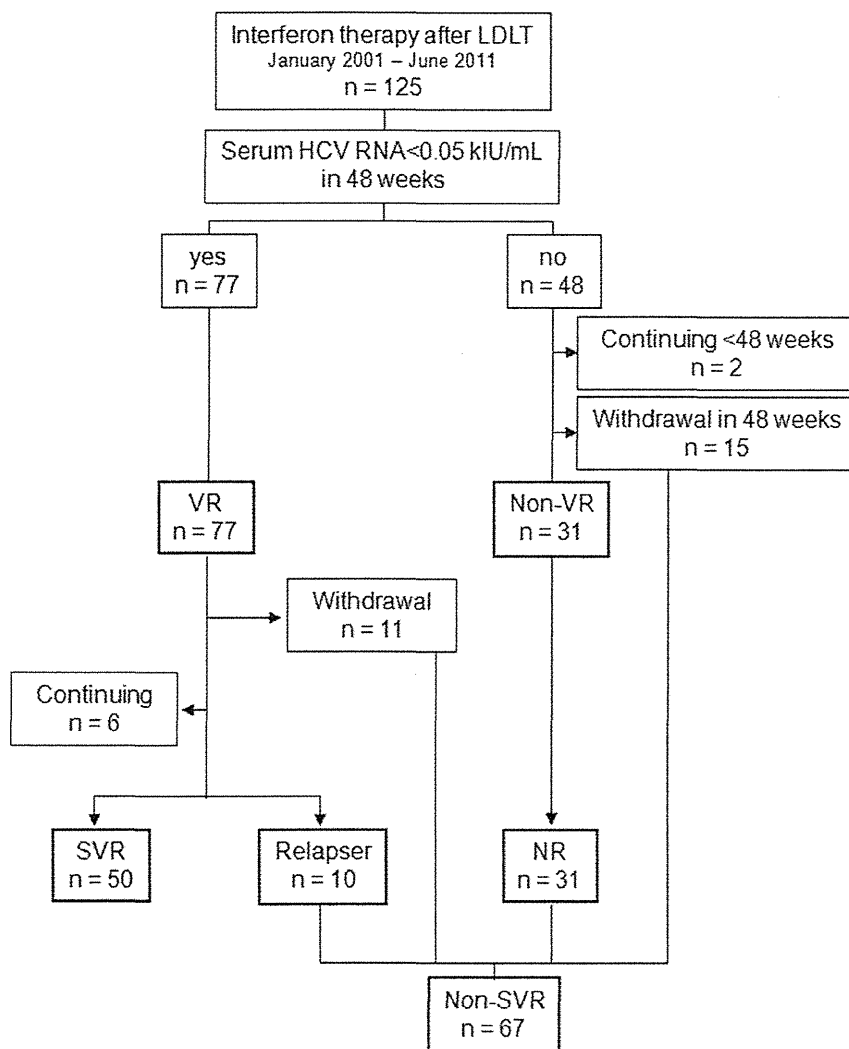 Interferon therapy after LDLT
January 2001 – June 2011
n = 125
Serum HCV RNA<0.05 kIU/mL
in 48 weeks
yes
n = 77
no
n = 48
Continuing <48 weeks
n = 2
Withdrawal in 48 weeks
n = 15
VR
n = 77
Non-VR
n = 31
Withdrawal
n = 11
Continuing
n = 6
SVR
n = 50
Relapser
n = 10
NR
n = 31
Non-SVR
n = 67